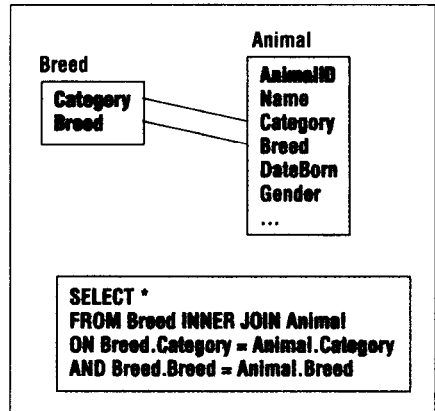 Animal
Breed
AnimalID
Name
Category
Breed
DateBorn
Gender
...
Category
Breed
SELECT *
FROM Breed INNER JOIN Animal
ON Breed.Category = Animal.Category
AND Breed.Breed = Animal.Breed